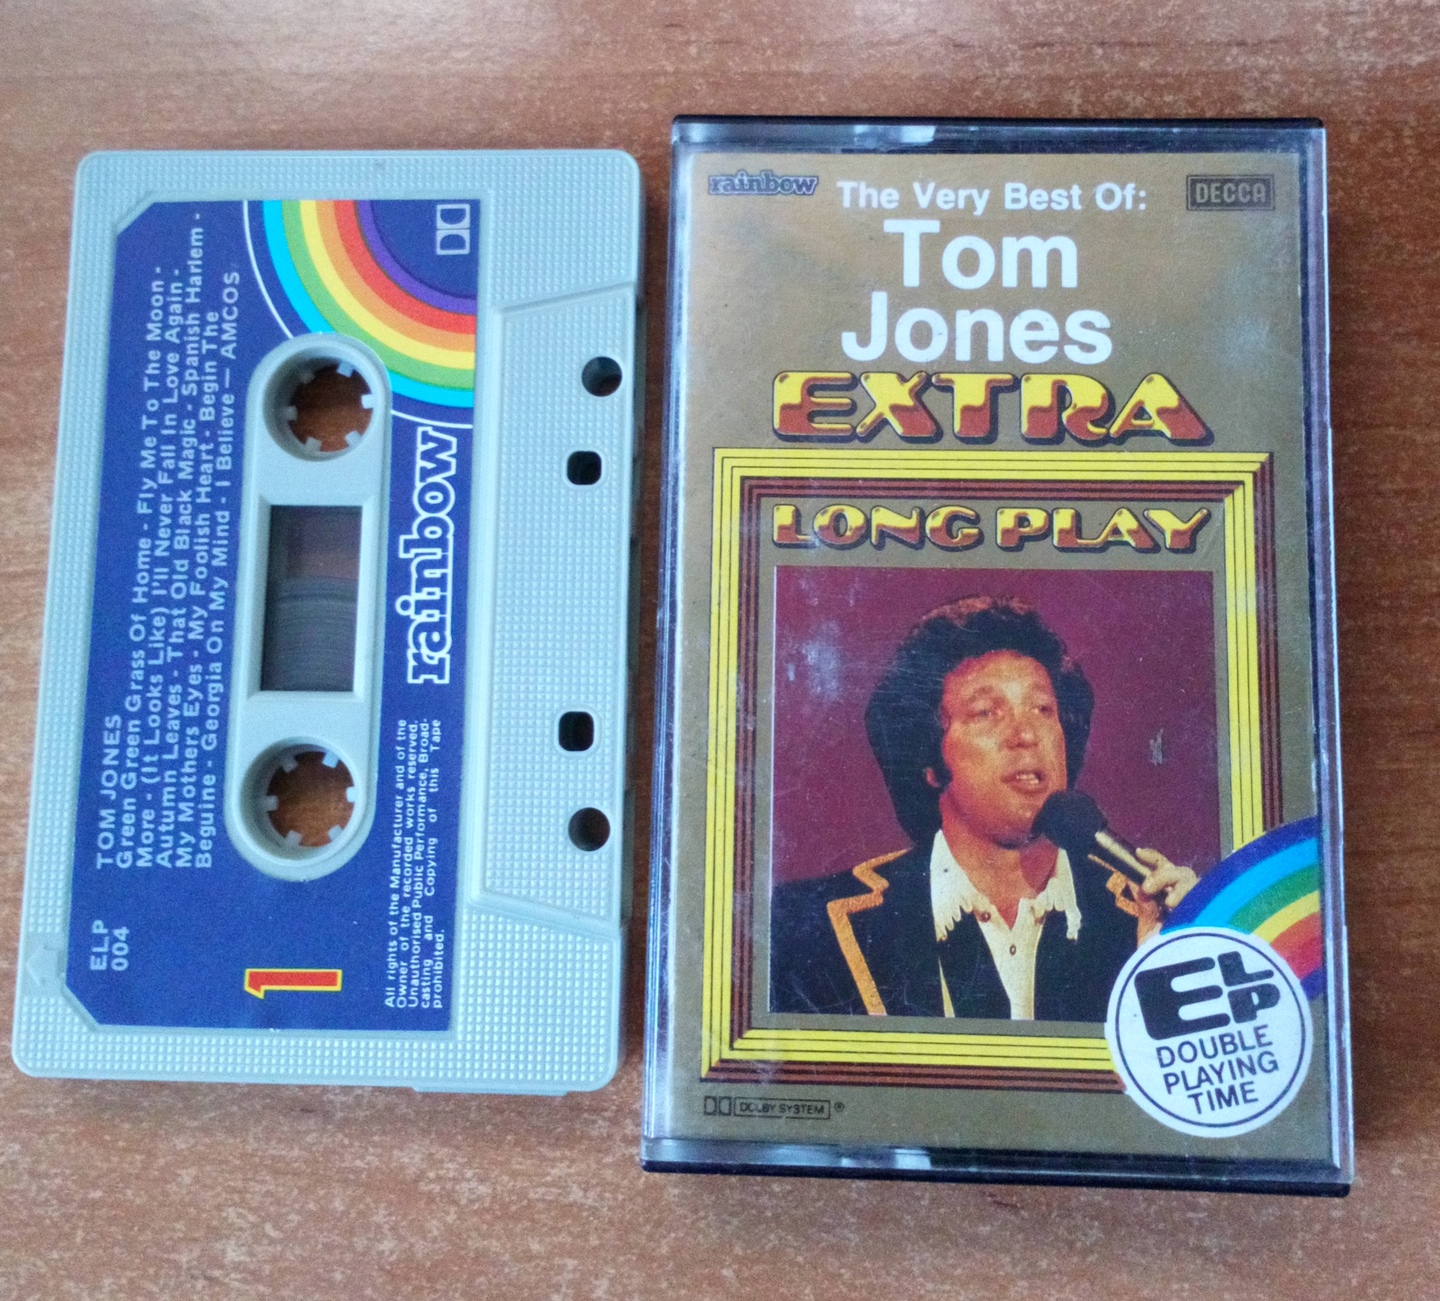 TOM JONES
Green Green Grass Of Home - Fly Me To The Moon -
More - (It Looks Like) I'll Never Fall In Love Again -
Autumn Leaves - That Old Black Magic - Spanish Harlem -
My Mothers Eyes - My Foolish Heart - Begin The
Beguine - Georgia On My Mind - I Believe — AMCOS
ELP
004
1
rainbow
All rights of the Manufacturer and of the
Owner of the recorded works reserved.
Unauthorised Public Performance, Broad-
casting and Copying of this Tape
prohibited.
rainbow
The Very Best Of:
DECCA
Tom
Jones
EXTRA
LONG PLAY
ELP
DOUBLE
PLAYING
TIME
DOLBY SYSTEM ®